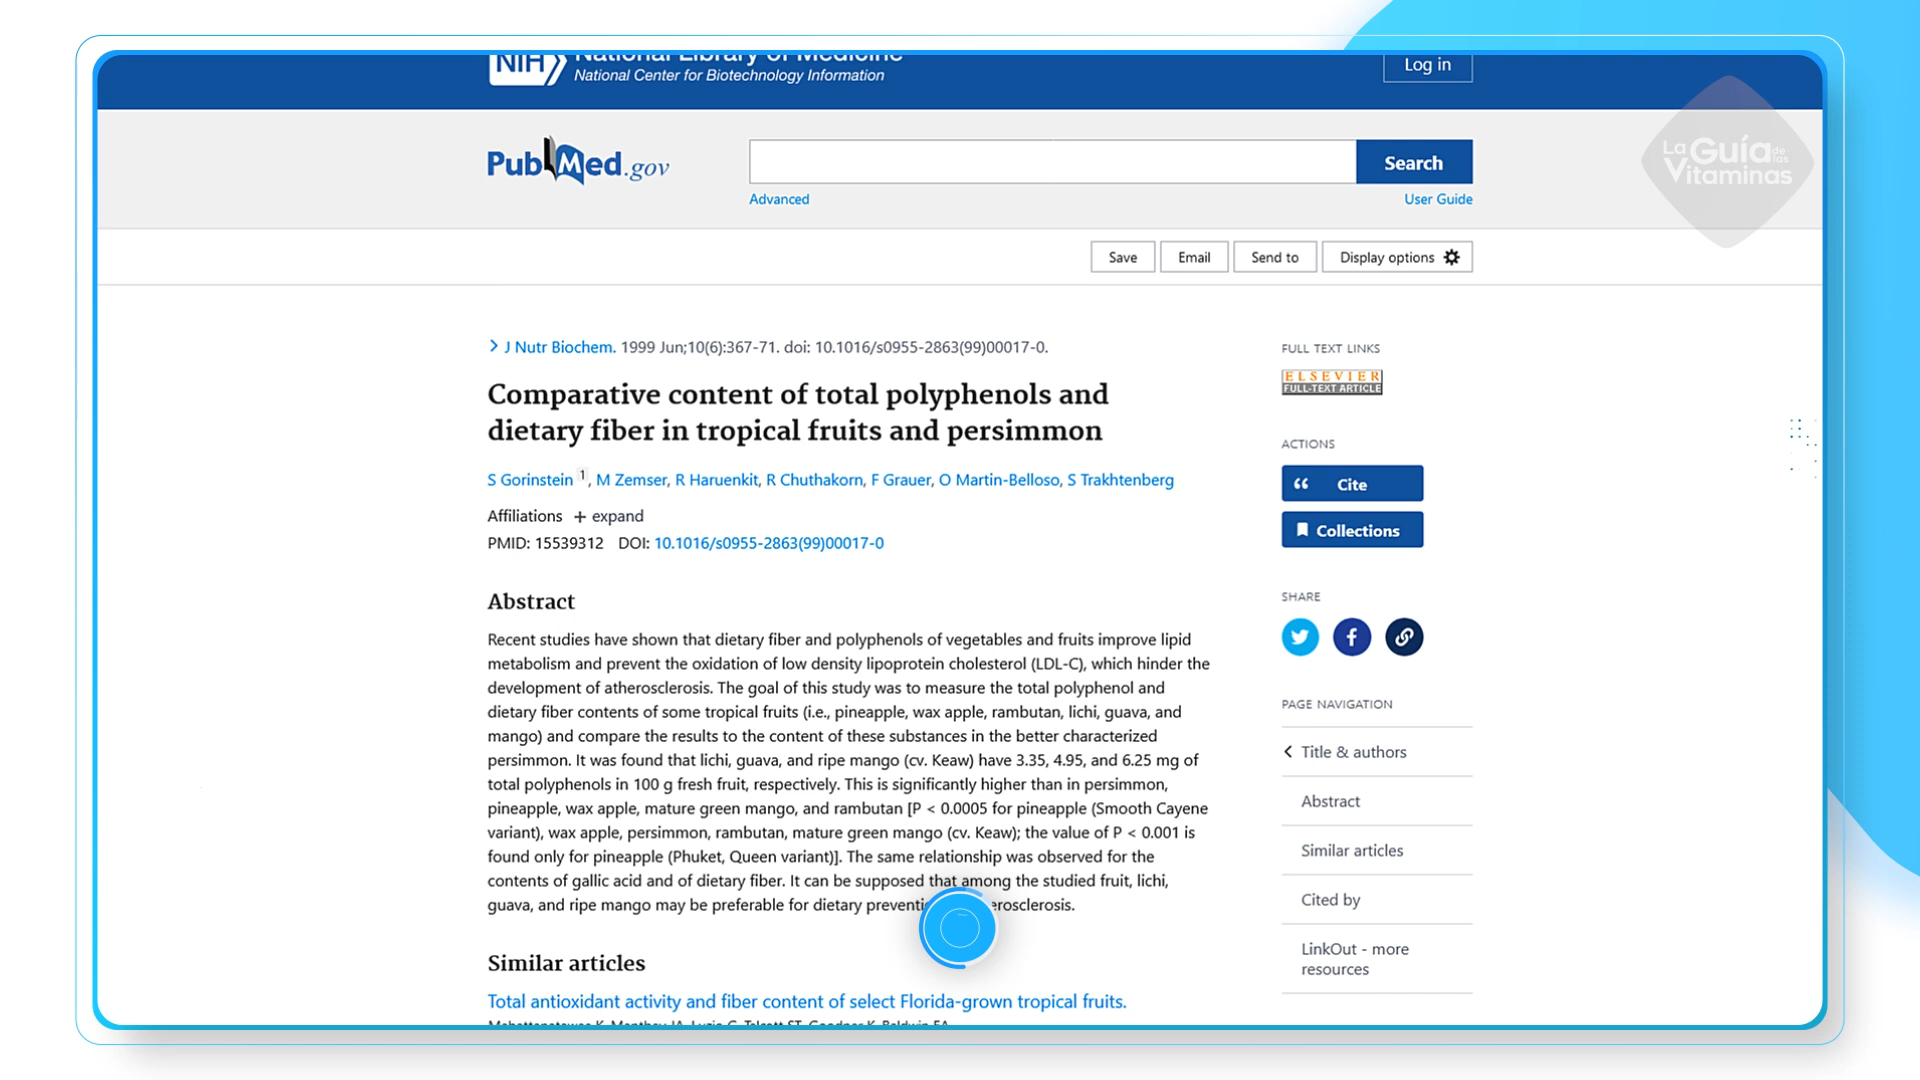 NIH National Library of Medicine
National Center for Biotechnology Information
Log in
La Guía de las Vitaminas
PubMed.gov
Search
Advanced
User Guide
Save
Email
Send to
Display options
J Nutr Biochem. 1999 Jun;10(6):367-71. doi: 10.1016/s0955-2863(99)00017-0.
Comparative content of total polyphenols and
dietary fiber in tropical fruits and persimmon
S Gorinstein 1, M Zemser, R Haruenkit, R Chuthakorn, F Grauer, O Martin-Belloso, S Trakhtenberg
Affiliations + expand
PMID: 15539312 DOI: 10.1016/s0955-2863(99)00017-0
Abstract
Recent studies have shown that dietary fiber and polyphenols of vegetables and fruits improve lipid
metabolism and prevent the oxidation of low density lipoprotein cholesterol (LDL-C), which hinder the
development of atherosclerosis. The goal of this study was to measure the total polyphenol and
dietary fiber contents of some tropical fruits (i.e., pineapple, wax apple, rambutan, lichi, guava, and
mango) and compare the results to the content of these substances in the better characterized
persimmon. It was found that lichi, guava, and ripe mango (cv. Keaw) have 3.35, 4.95, and 6.25 mg of
total polyphenols in 100 g fresh fruit, respectively. This is significantly higher than in persimmon,
pineapple, wax apple, mature green mango, and rambutan [P < 0.0005 for pineapple (Smooth Cayene
variant), wax apple, persimmon, rambutan, mature green mango (cv. Keaw); the value of P < 0.001 is
found only for pineapple (Phuket, Queen variant)]. The same relationship was observed for the
contents of gallic acid and of dietary fiber. It can be supposed that among the studied fruit, lichi,
guava, and ripe mango may be preferable for dietary preventi erosclerosis.
Similar articles
Total antioxidant activity and fiber content of select Florida-grown tropical fruits.
FULL TEXT LINKS
ELSEVIER
FULL-TEXT ARTICLE
ACTIONS
Cite
Collections
SHARE
PAGE NAVIGATION
Title & authors
Abstract
Similar articles
Cited by
LinkOut - more
resources